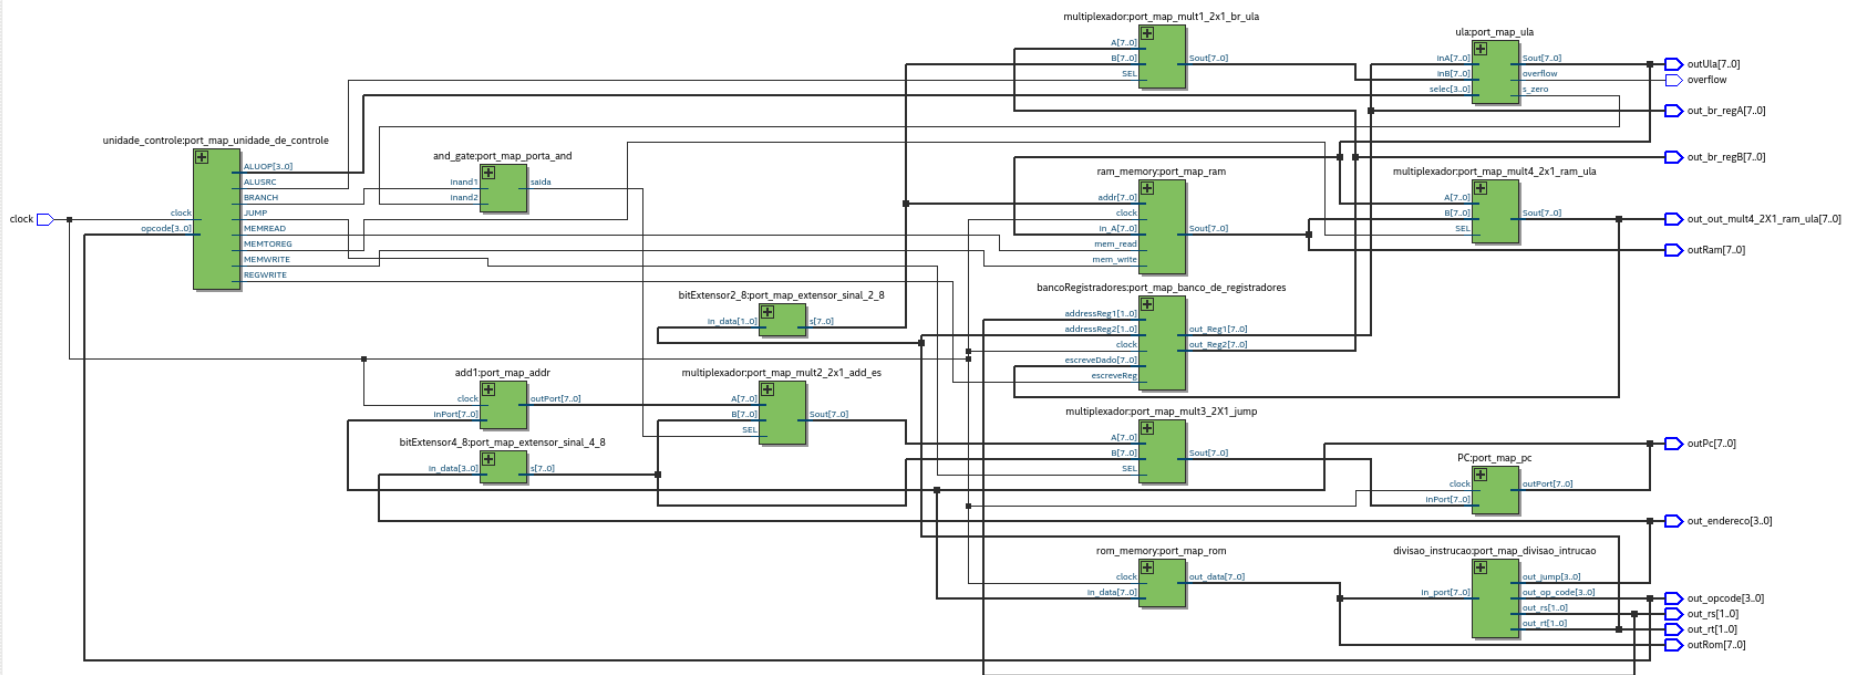 multiplexador:port_map_mult1_2x1_br_ula
A[7..0]
B[7..0]
SEL
Sout[7..0]
ula:port_map_ula
inA[7..0]
inB[7..0]
selec[3..0]
Sout[7..0]
overflow
s_zero
outUla[7..0]
overflow
out_br_regA[7..0]
out_br_regB[7..0]
unidade_controle:port_map_unidade_de_controle
clock
opcode[3..0]
ALUOP[3..0]
ALUSRC
BRANCH
JUMP
MEMREAD
MEMTOREG
MEMWRITE
REGWRITE
clock
and_gate:port_map_porta_and
inand1
inand2
saida
ram_memory:port_map_ram
addr[7..0]
clock
in_A[7..0]
mem_read
mem_write
Sout[7..0]
multiplexador:port_map_mult4_2x1_ram_ula
A[7..0]
B[7..0]
SEL
Sout[7..0]
out_out_mult4_2X1_ram_ula[7..0]
outRam[7..0]
bitExtensor2_8:port_map_extensor_sinal_2_8
in_data[1..0]
s[7..0]
bancoRegistradores:port_map_banco_de_registradores
addressReg1[1..0]
addressReg2[1..0]
clock
escreveDado[7..0]
escreveReg
out_Reg1[7..0]
out_Reg2[7..0]
add1:port_map_addr
clock
inPort[7..0]
outPort[7..0]
multiplexador:port_map_mult2_2x1_add_es
A[7..0]
B[7..0]
SEL
Sout[7..0]
bitExtensor4_8:port_map_extensor_sinal_4_8
in_data[3..0]
s[7..0]
multiplexador:port_map_mult3_2X1_jump
A[7..0]
B[7..0]
SEL
Sout[7..0]
PC:port_map_pc
clock
inPort[7..0]
outPort[7..0]
outPc[7..0]
out_endereco[3..0]
rom_memory:port_map_rom
clock
in_data[7..0]
out_data[7..0]
divisao_instrucao:port_map_divisao_intrucao
in_port[7..0]
out_jump[3..0]
out_op_code[3..0]
out_rs[1..0]
out_rt[1..0]
out_opcode[3..0]
out_rs[1..0]
out_rt[1..0]
outRom[7..0]